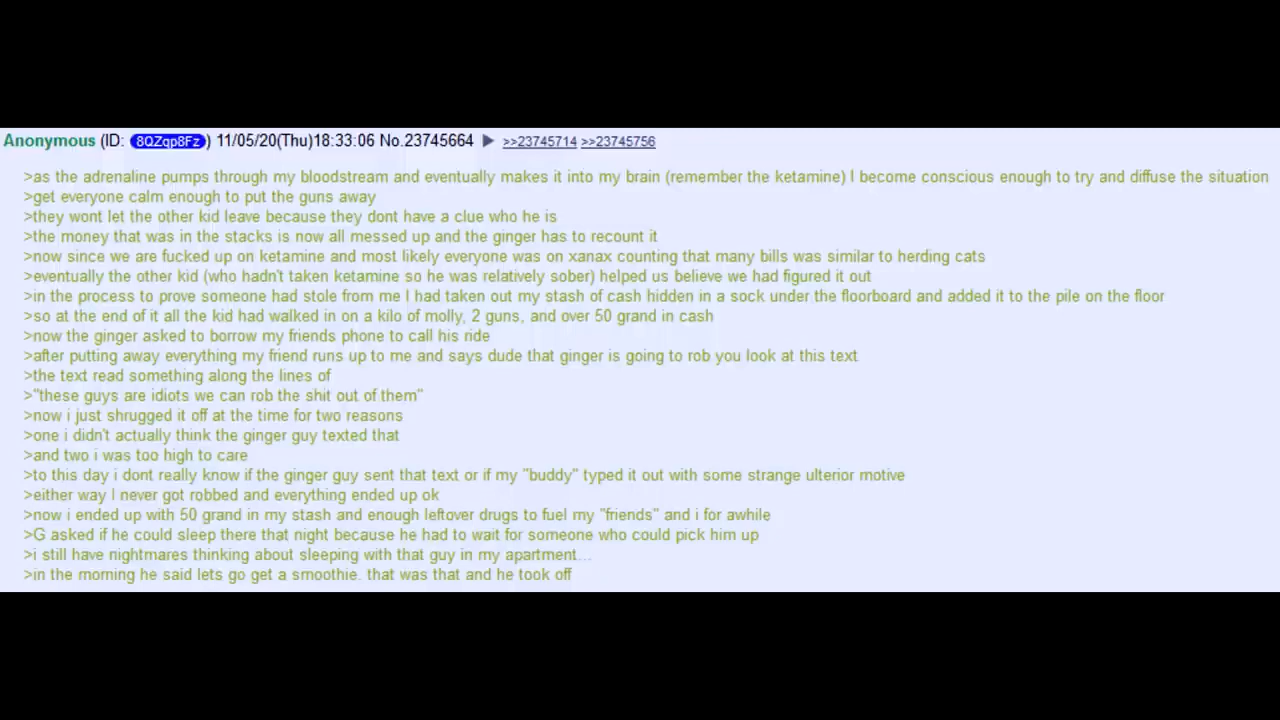 Anonymous (ID: 8QZqp8Fz) 11/05/20(Thu)18:33:06 No.23745664 ▶ >>23745714 >>23745756
>as the adrenaline pumps through my bloodstream and eventually makes it into my brain (remember the ketamine) I become conscious enough to try and diffuse the situation
>get everyone calm enough to put the guns away
>they wont let the other kid leave because they dont have a clue who he is
>the money that was in the stacks is now all messed up and the ginger has to recount it
>now since we are fucked up on ketamine and most likely everyone was on xanax counting that many bills was similar to herding cats
>eventually the other kid (who hadn't taken ketamine so he was relatively sober) helped us believe we had figured it out
>in the process to prove someone had stole from me I had taken out my stash of cash hidden in a sock under the floorboard and added it to the pile on the floor
>so at the end of it all the kid had walked in on a kilo of molly, 2 guns, and over 50 grand in cash
>now the ginger asked to borrow my friends phone to call his ride
>after putting away everything my friend runs up to me and says dude that ginger is going to rob you look at this text
>the text read something along the lines of
>"these guys are idiots we can rob the shit out of them"
>now i just shrugged it off at the time for two reasons
>one i didn't actually think the ginger guy texted that
>and two i was too high to care
>to this day i dont really know if the ginger guy sent that text or if my "buddy" typed it out with some strange ulterior motive
>either way I never got robbed and everything ended up ok
>now i ended up with 50 grand in my stash and enough leftover drugs to fuel my "friends" and i for awhile
>G asked if he could sleep there that night because he had to wait for someone who could pick him up
>i still have nightmares thinking about sleeping with that guy in my apartment...
>in the morning he said lets go get a smoothie. that was that and he took off